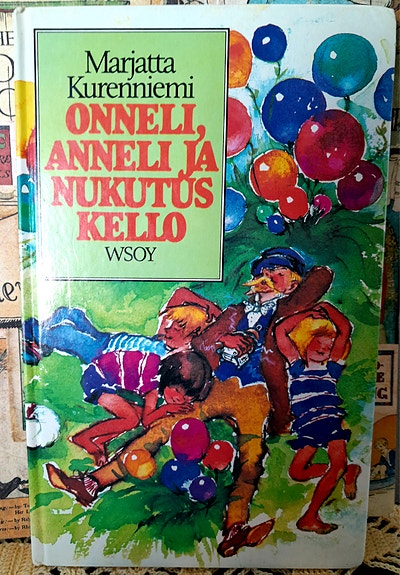 Marjatta
Kurenniemi
ONNELI,
ANNELI JA
NUKUTUS
KELLO
WSOY